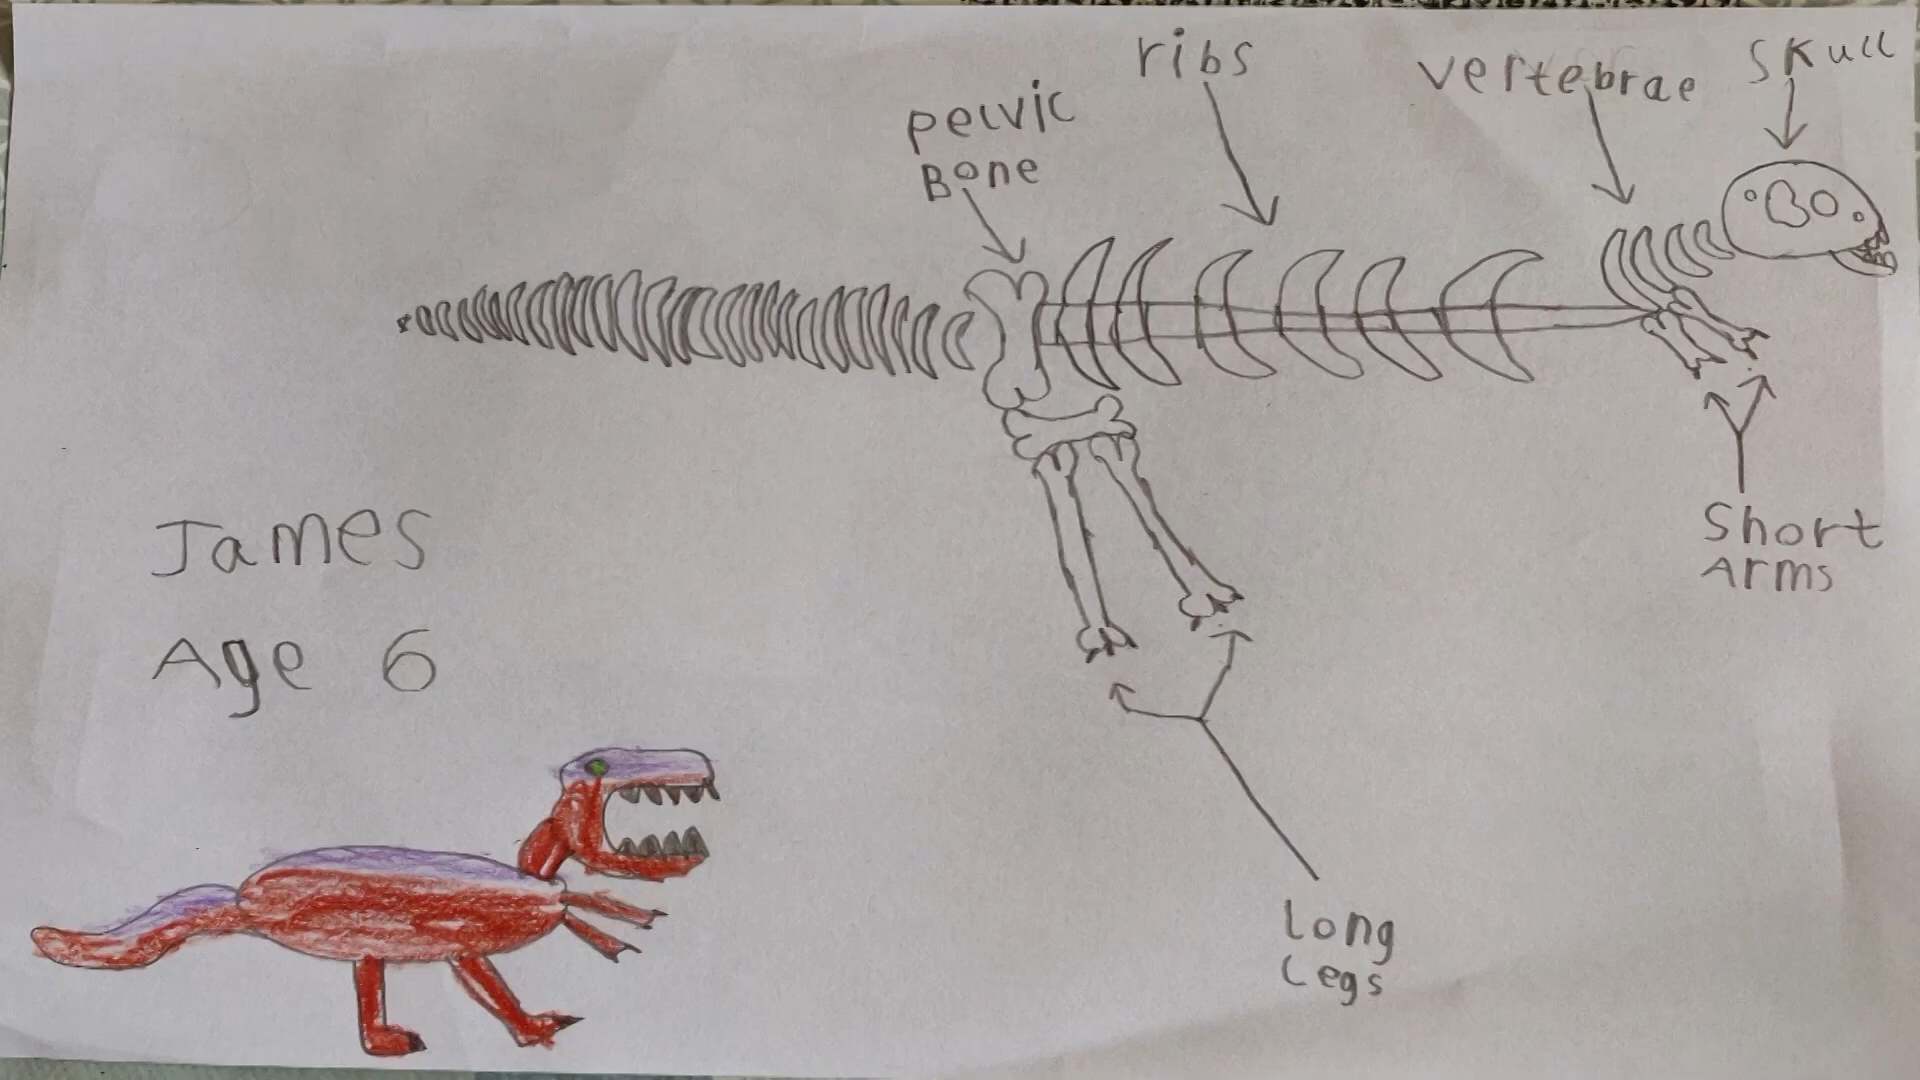 ribs
vertebrae
skull
pelvic
Bone
James
Age 6
Short
Arms
Long
Legs